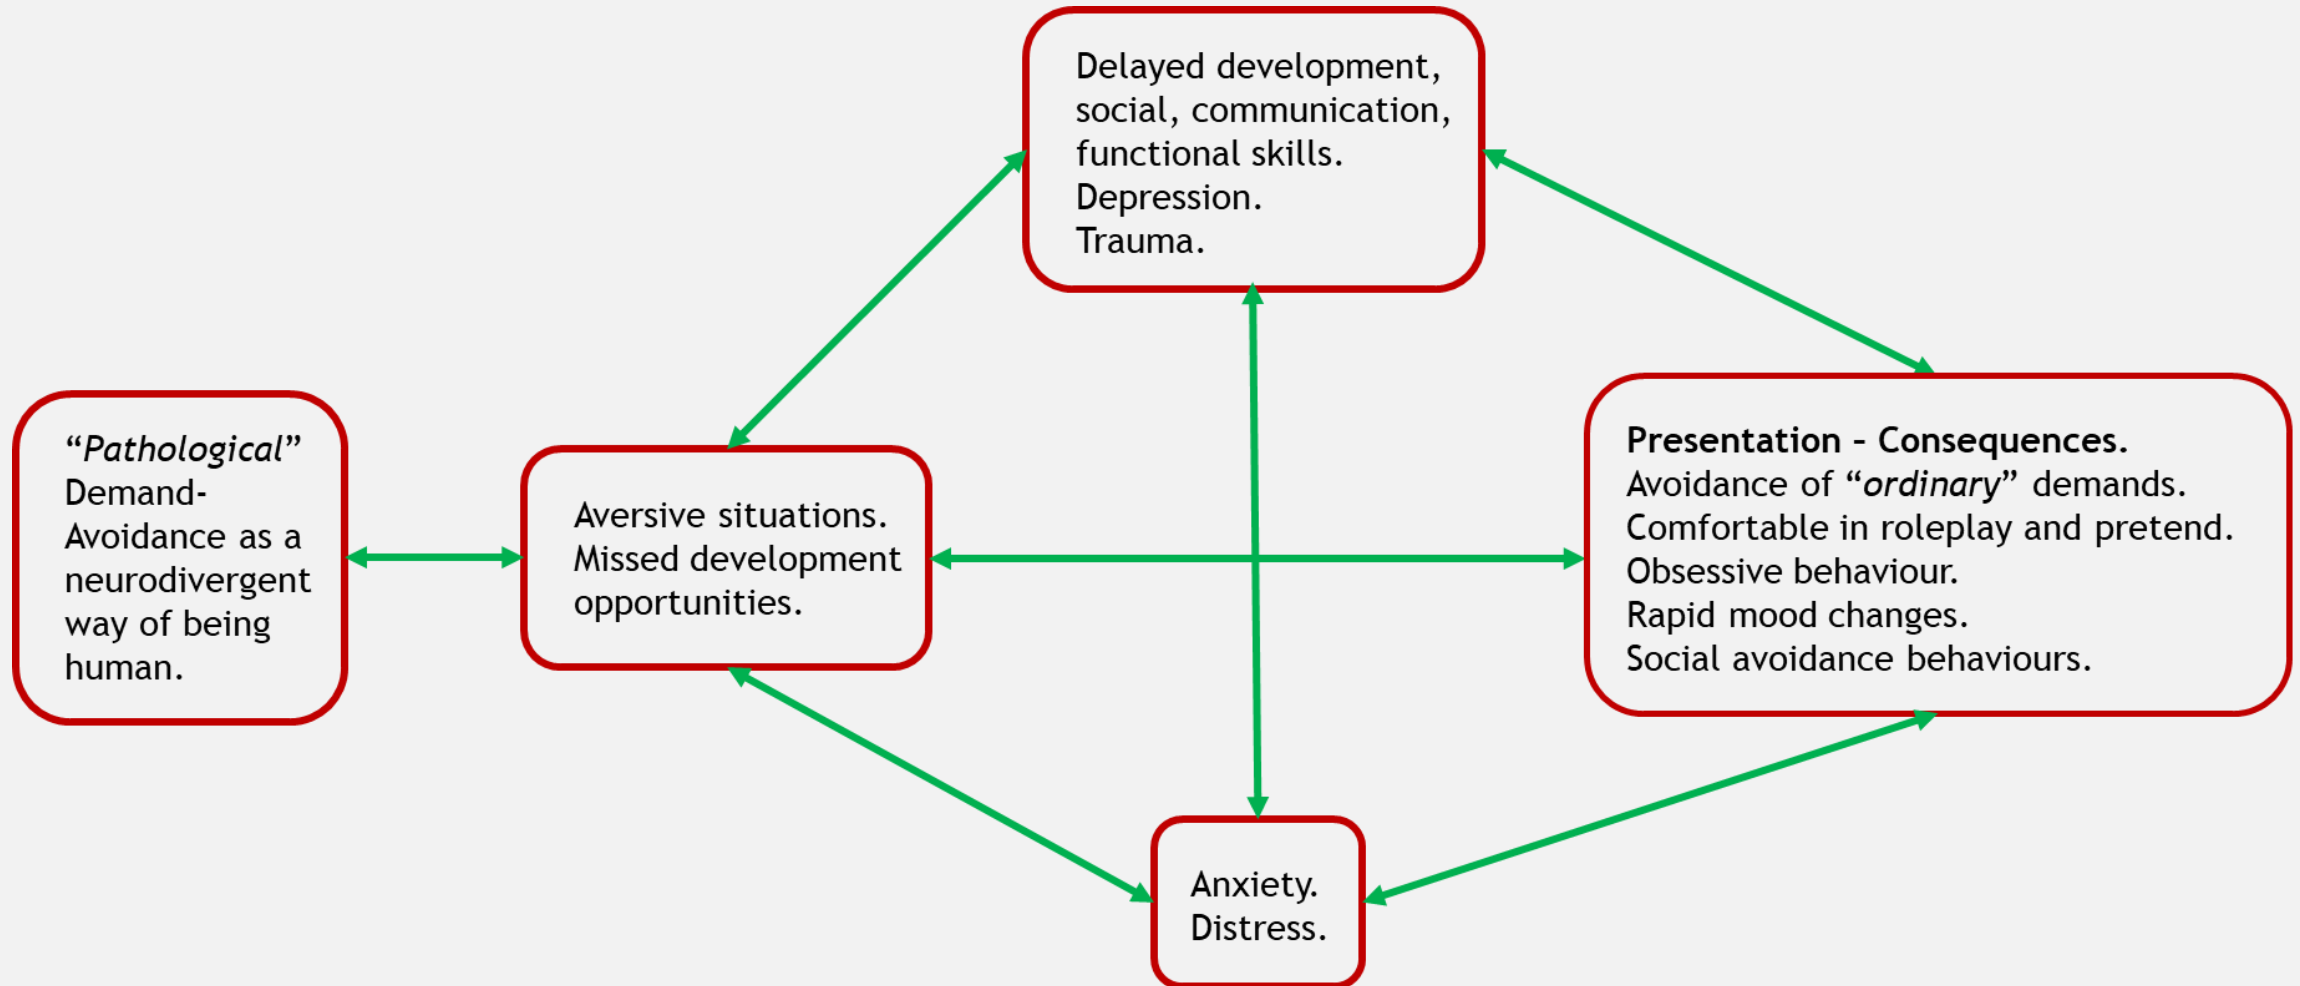 Delayed development,
social, communication,
functional skills.
Depression.
Trauma.
“Pathological”
Demand-
Avoidance as a
neurodivergent
way of being
human.
Aversive situations.
Missed development
opportunities.
Presentation – Consequences.
Avoidance of “ordinary” demands.
Comfortable in roleplay and pretend.
Obsessive behaviour.
Rapid mood changes.
Social avoidance behaviours.
Anxiety.
Distress.